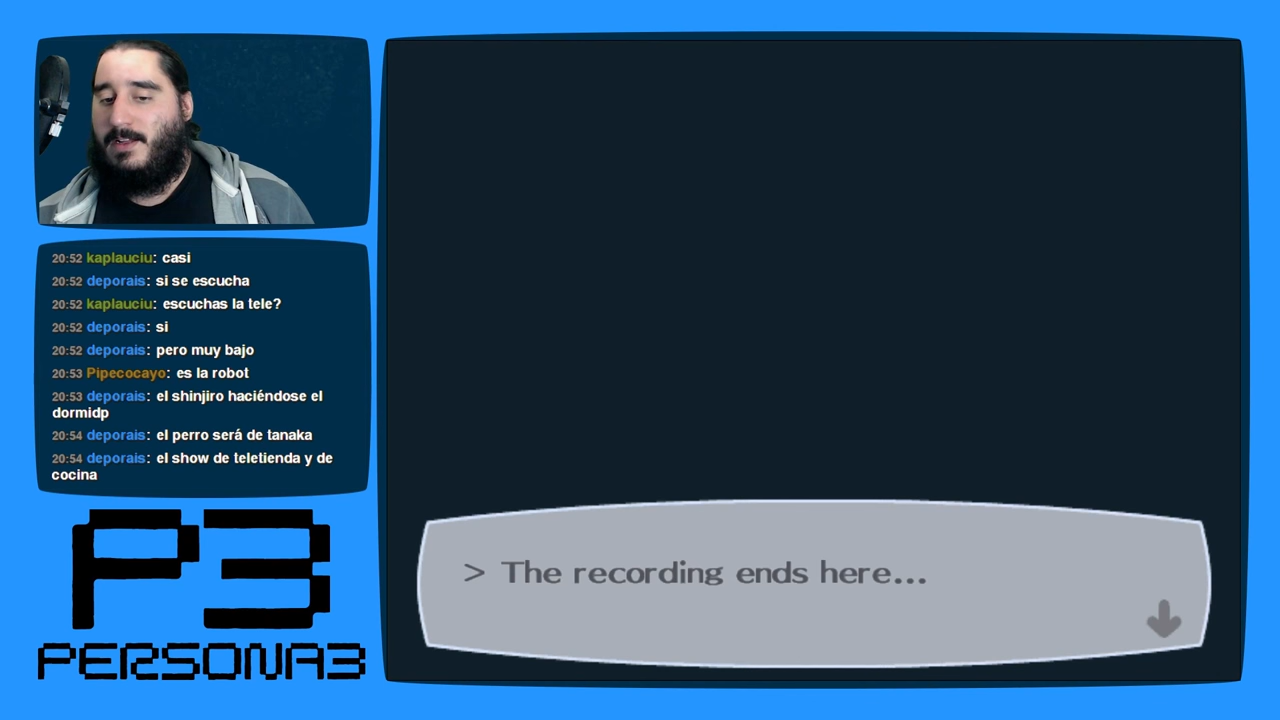 20:52 kaplauciu: casi
20:52 deporais: si se escucha
20:52 kaplauciu: escuchas la tele?
20:52 deporais: si
20:52 deporais: pero muy bajo
20:53 Pipecocayo: es la robot
20:53 deporais: el shinjiro haciéndose el
dormidp
20:54 deporais: el perro será de tanaka
20:54 deporais: el show de teletienda y de
cocina
P3
PERSONA3
> The recording ends here...